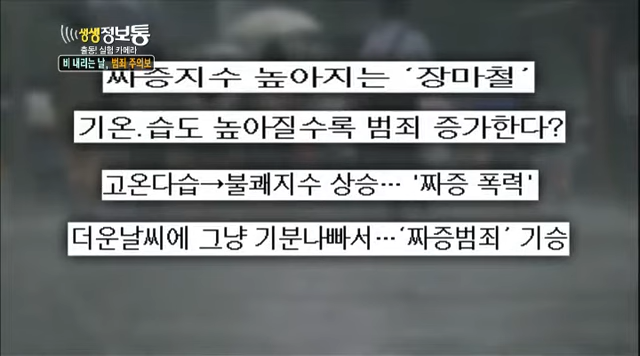 생생정보통
출동! 실험 카메라
비 내리는 날, 범죄 주의보
짜증지수 높아지는 ´장마철´
기온.습도 높아질수록 범죄 증가한다?
고온다습→불쾌지수 상승… '짜증 폭력'
더운날씨에 그냥 기분나빠서…´짜증범죄´ 기승